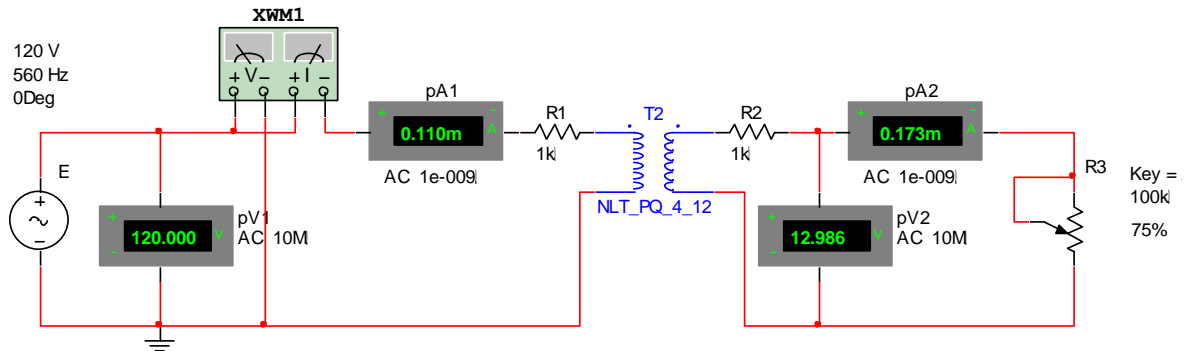 XWM1
120 V
560 Hz
0Deg
+ V − + I −
pA1
+ 0.110m − A
AC 1e-009
R1
1k
T2
NLT_PQ_4_12
R2
1k
pA2
+ 0.173m − A
AC 1e-009
R3
Key =
100k
75%
E
+
−
pV1
+ 120.000 − V
AC 10M
pV2
+ 12.986 − V
AC 10M